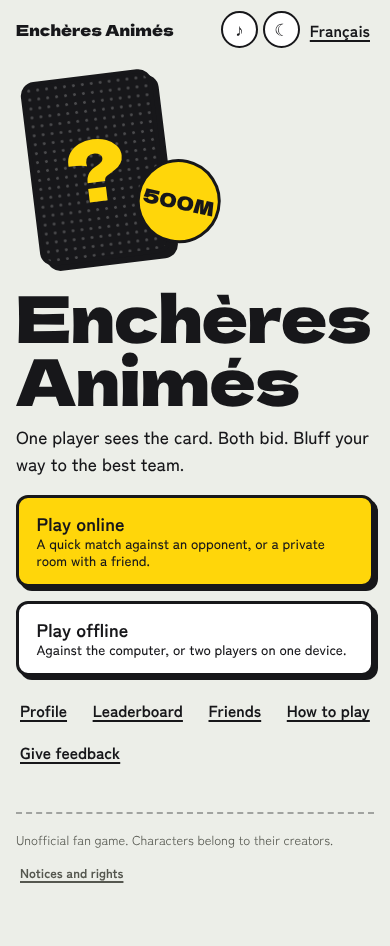 Enchères Animés
♪ ☾ Français
?
500M
Enchères
Animés
One player sees the card. Both bid. Bluff your
way to the best team.
Play online
A quick match against an opponent, or a private
room with a friend.
Play offline
Against the computer, or two players on one device.
Profile Leaderboard Friends How to play
Give feedback
Unofficial fan game. Characters belong to their creators.
Notices and rights